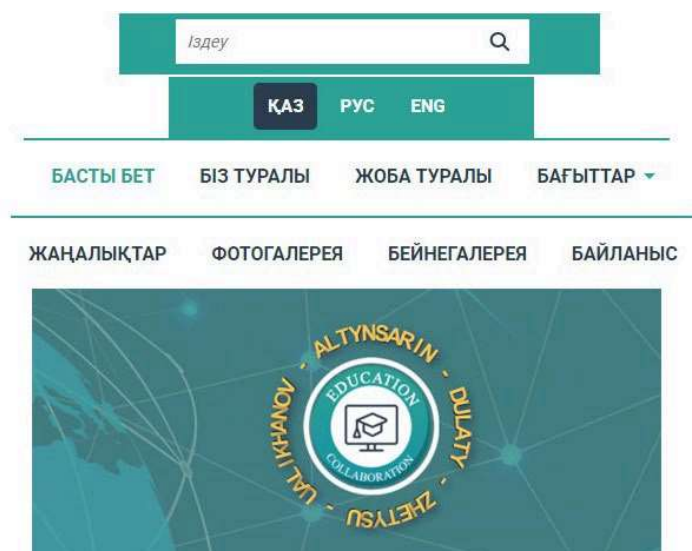 Іздеу
ҚАЗ РУС ENG
БАСТЫ БЕТ БІЗ ТУРАЛЫ ЖОБА ТУРАЛЫ БАҒЫТТАР
ЖАҢАЛЫҚТАР ФОТОГАЛЕРЕЯ БЕЙНЕГАЛЕРЕЯ БАЙЛАНЫС
ALTYNSARIN - DULATY - ZHETYSU - UALIKHANOV -
EDUCATION
COLLABORATION